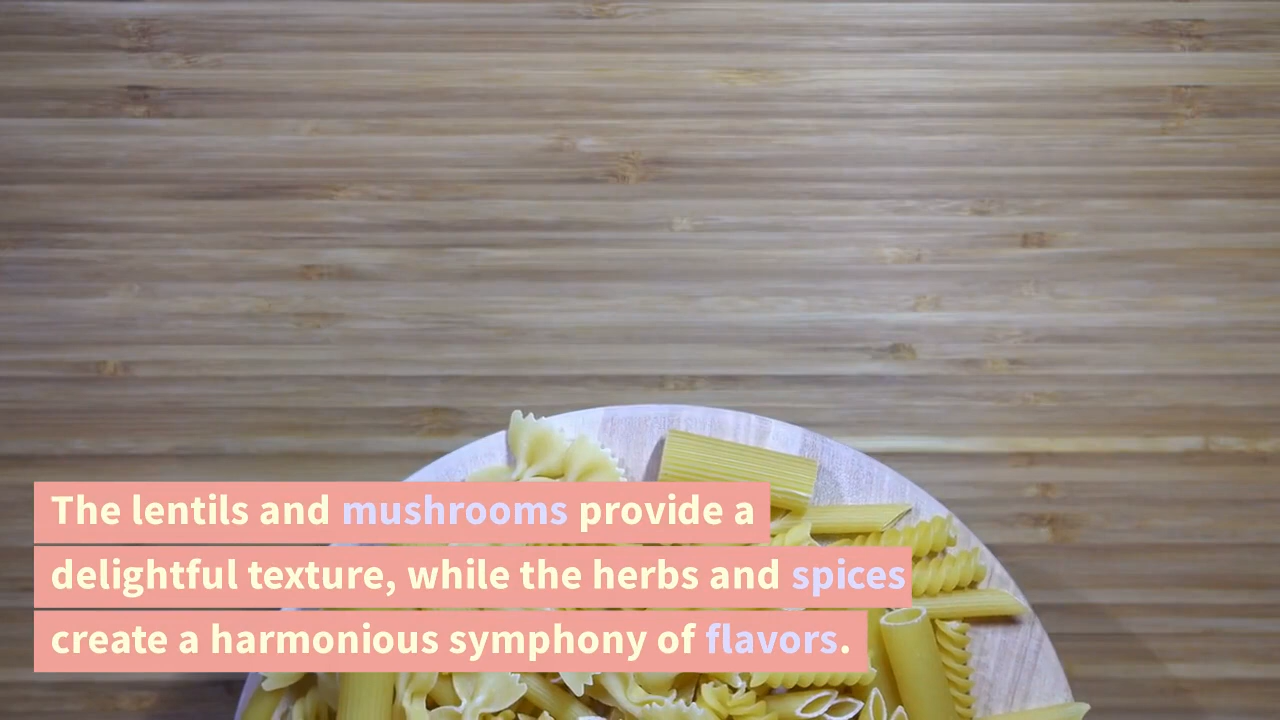 The lentils and mushrooms provide a
delightful texture, while the herbs and spices
create a harmonious symphony of flavors.